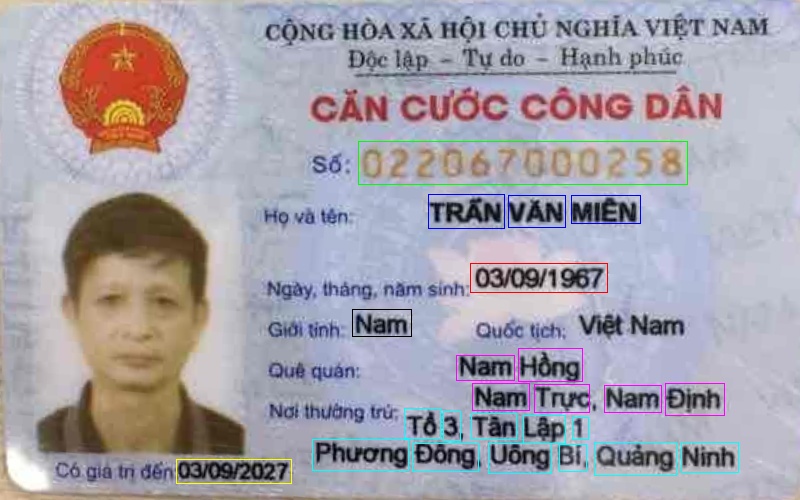 CỘNG HÒA XÃ HỘI CHỦ NGHĨA VIỆT NAM
Độc lập – Tự do – Hạnh phúc
CĂN CƯỚC CÔNG DÂN
Số: 022067000258
Họ và tên: TRẦN VĂN MIÊN
Ngày, tháng, năm sinh: 03/09/1967
Giới tính: Nam Quốc tịch: Việt Nam
Quê quán: Nam Hồng
Nam Trực, Nam Định
Nơi thường trú: Tổ 3, Tân Lập 1
Phương Đông, Uông Bí, Quảng Ninh
Có giá trị đến 03/09/2027